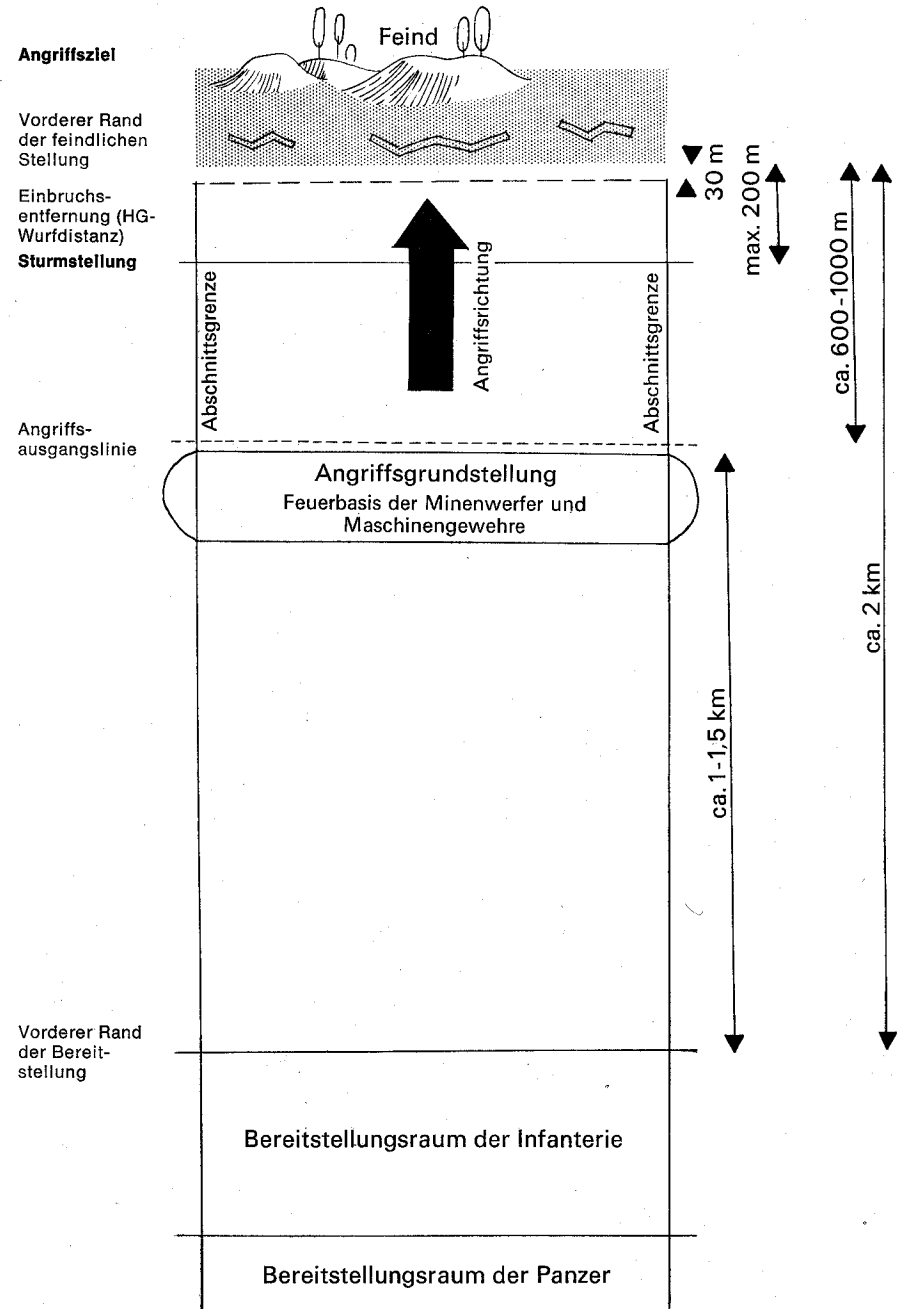 Feind
Angriffsziel
Vorderer Rand
der feindlichen
Stellung
30 m
max. 200 m
Einbruchs-
entfernung (HG-
Wurfdistanz)
Sturmstellung
Abschnittsgrenze
Angriffsrichtung
Abschnittsgrenze
ca. 600-1000 m
Angriffs-
ausgangslinie
Angriffsgrundstellung
Feuerbasis der Minenwerfer und
Maschinengewehre
ca. 2 km
ca. 1-1,5 km
Vorderer Rand
der Bereit-
stellung
Bereitstellungsraum der Infanterie
Bereitstellungsraum der Panzer